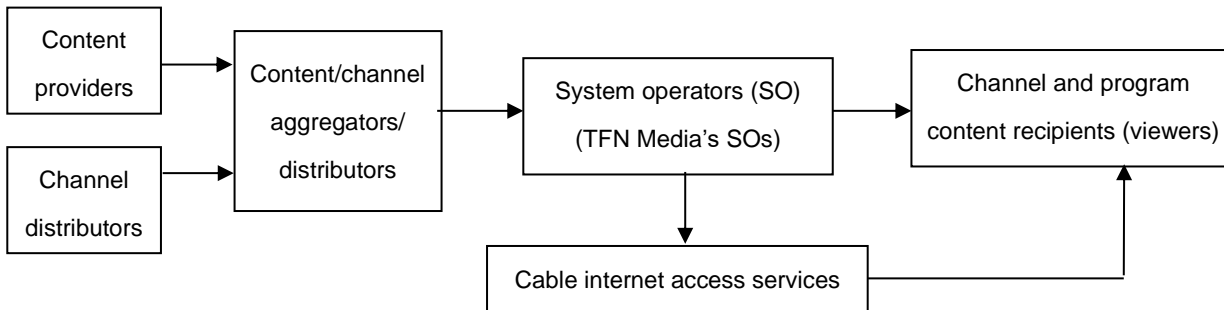 Content
providers
Channel
distributors
Content/channel
aggregators/
distributors
System operators (SO)
(TFN Media’s SOs)
Channel and program
content recipients (viewers)
Cable internet access services